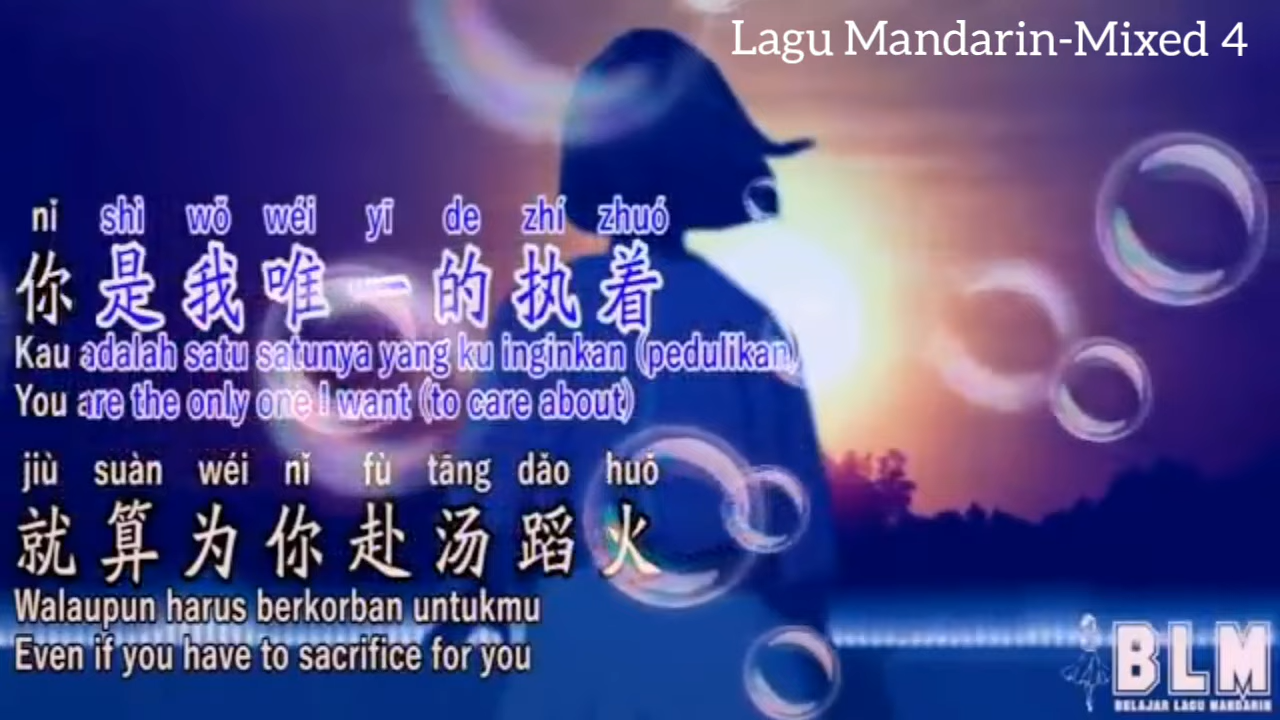 Lagu Mandarin-Mixed 4
nǐ shì wǒ wéi yī de zhí zhuó
你是我唯一的执着
Kau adalah satu satunya yang ku inginkan (pedulikan)
You are the only one I want (to care about)
jiù suàn wéi nǐ fù tāng dǎo huǒ
就算为你赴汤蹈火
Walaupun harus berkorban untukmu
Even if you have to sacrifice for you
BLM
BELAJAR LAGU MANDARIN